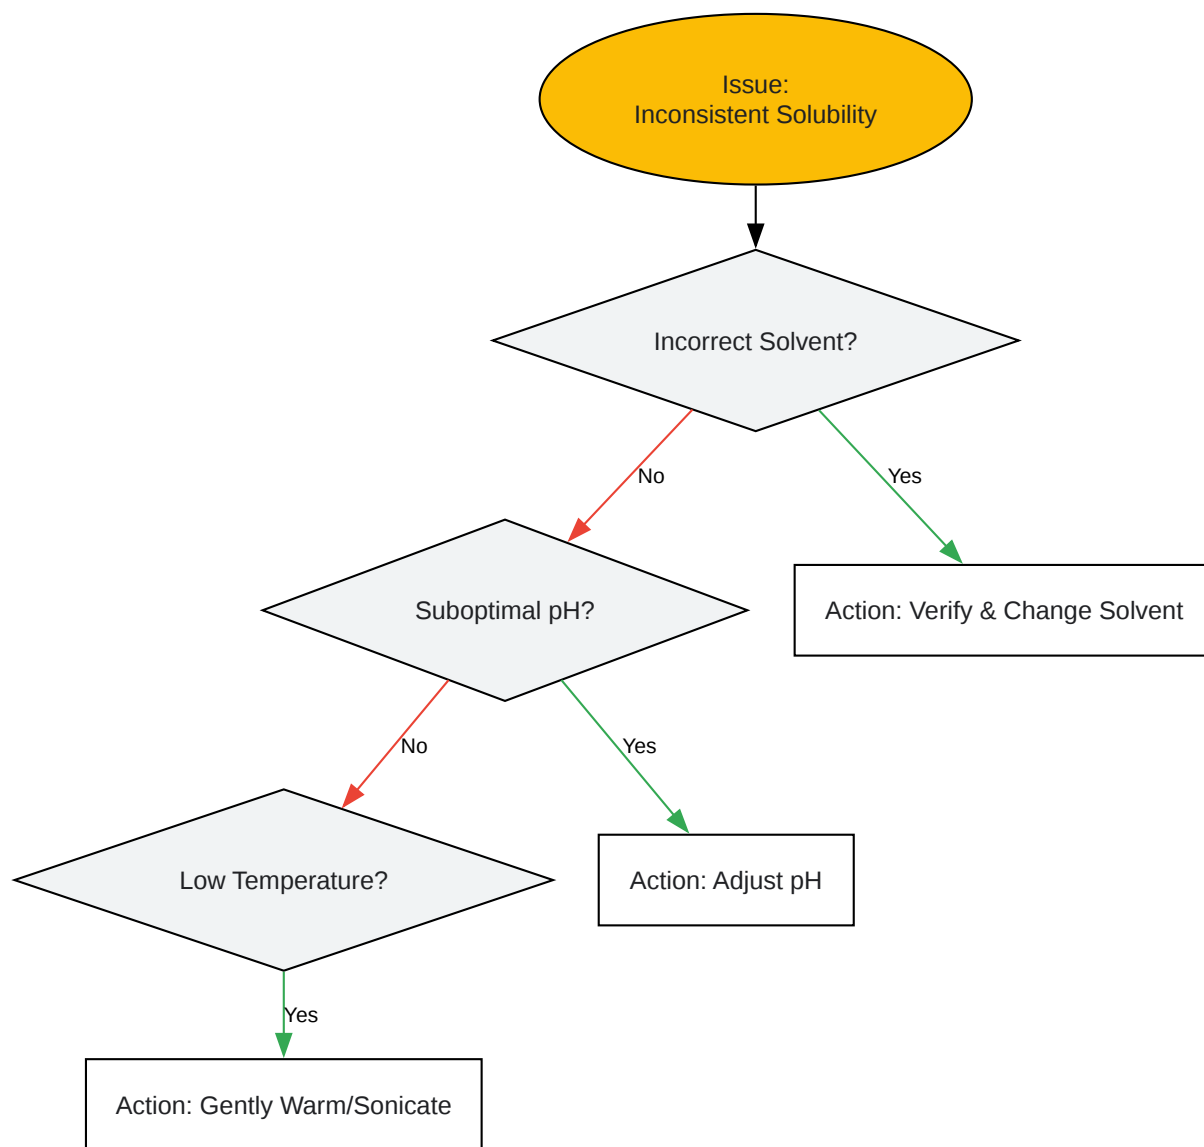 Issue:
Inconsistent Solubility
Incorrect Solvent?
No
Yes
Suboptimal pH?
Action: Verify & Change Solvent
No
Yes
Low Temperature?
Action: Adjust pH
Yes
Action: Gently Warm/Sonicate